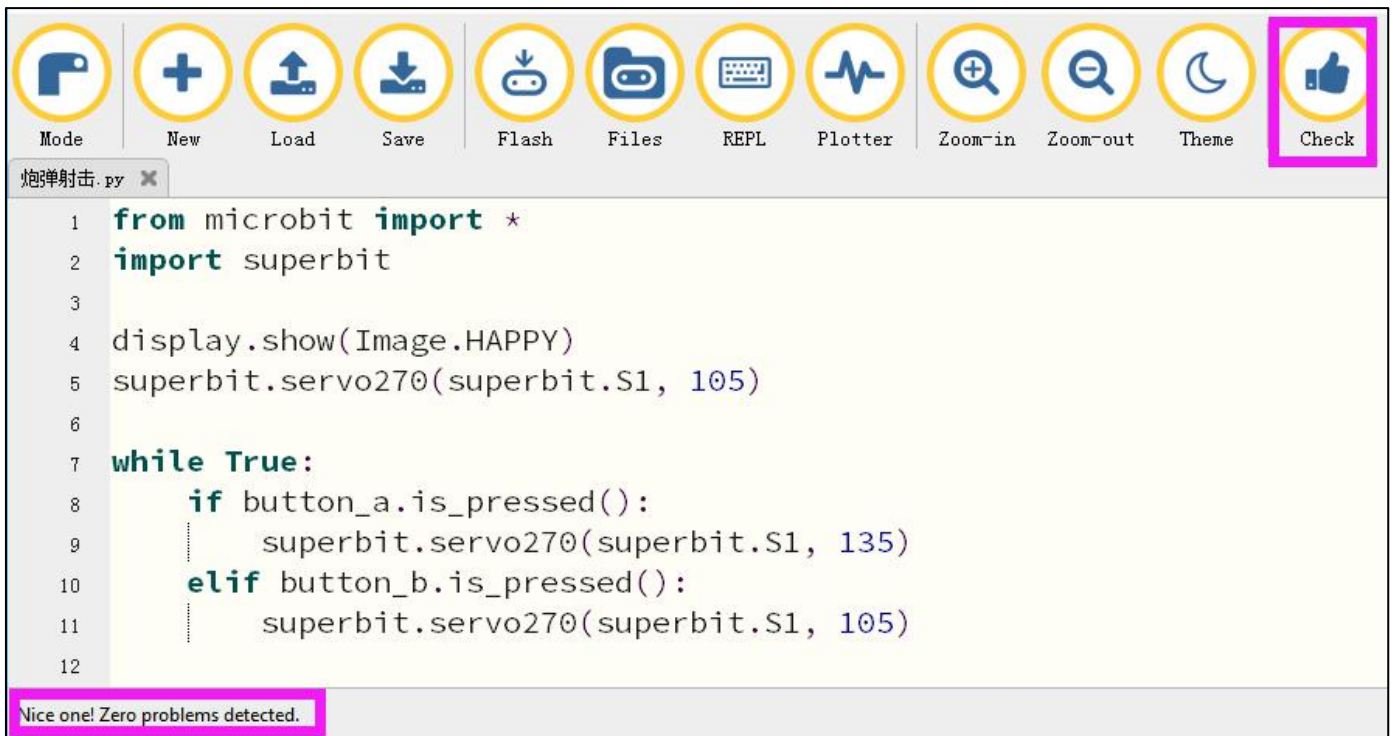 Mode New Load Save Flash Files REPL Plotter Zoom-in Zoom-out Theme Check
炮弹射击.py
1 from microbit import *
2 import superbit
3
4 display.show(Image.HAPPY)
5 superbit.servo270(superbit.S1, 105)
6
7 while True:
8     if button_a.is_pressed():
9         superbit.servo270(superbit.S1, 135)
10     elif button_b.is_pressed():
11         superbit.servo270(superbit.S1, 105)
12
Nice one! Zero problems detected.